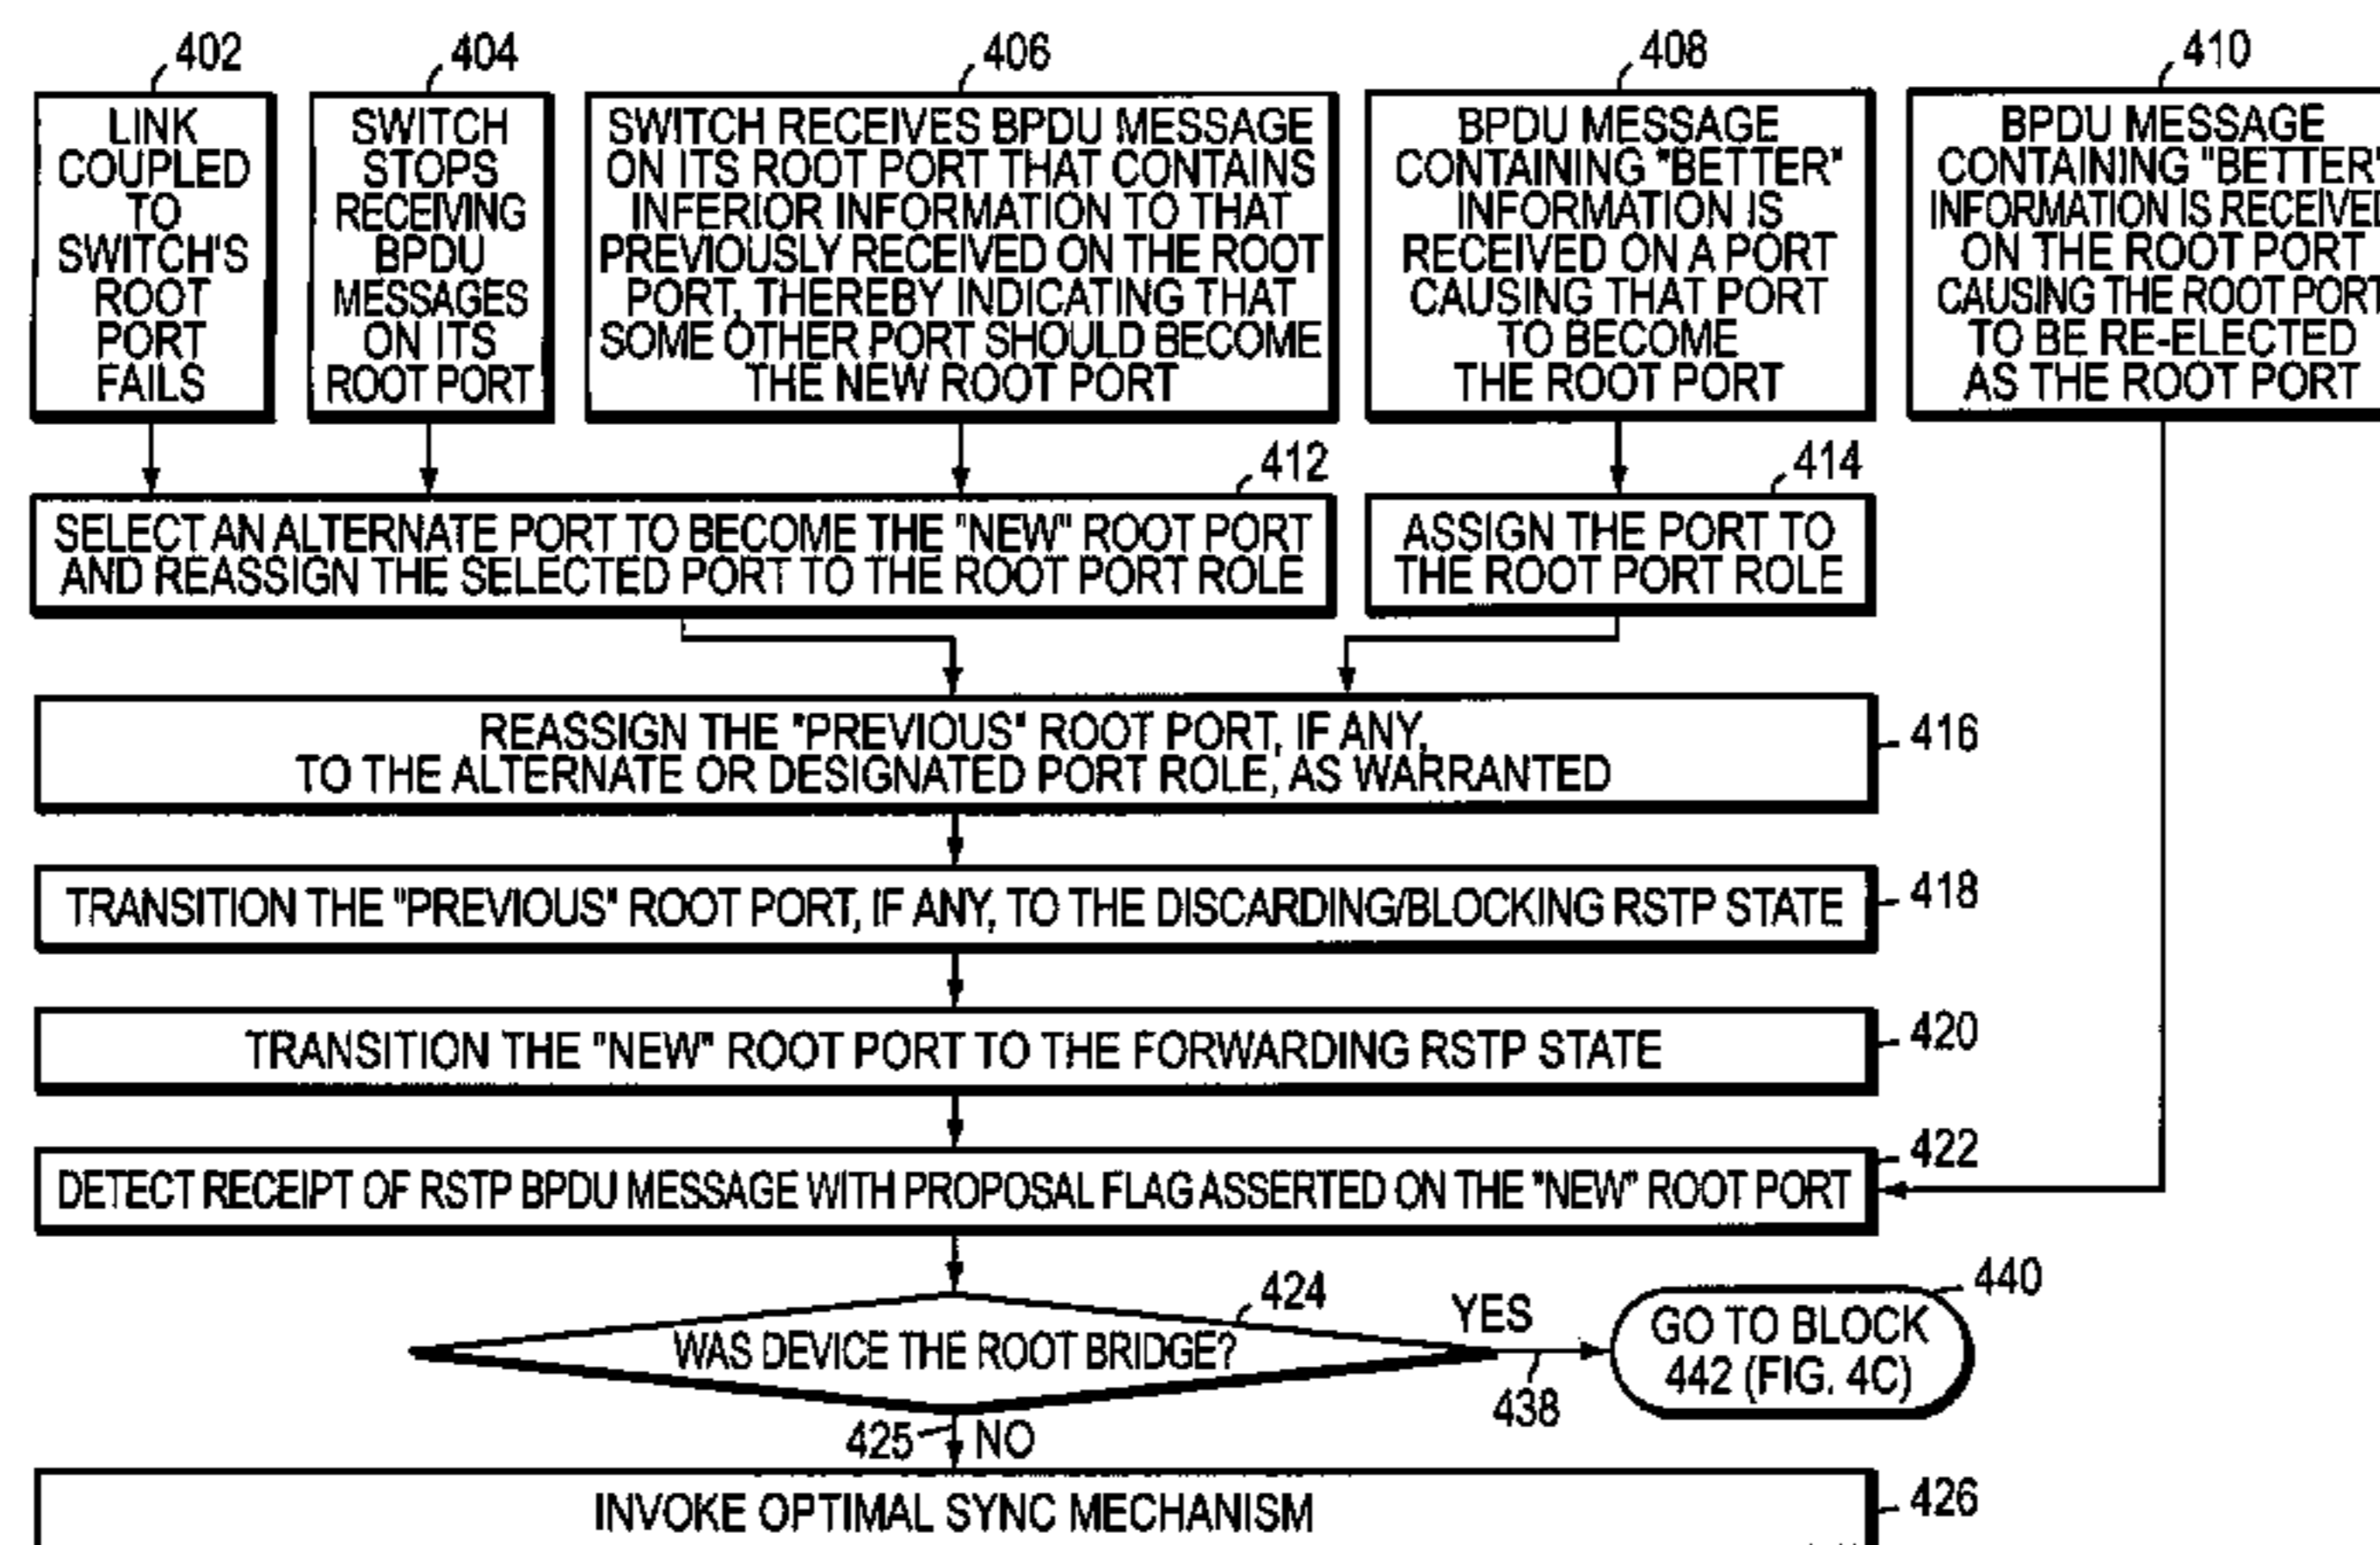 402
404
406
408
410
LINK
COUPLED
TO
SWITCH'S
ROOT
PORT
FAILS
SWITCH
STOPS
RECEIVING
BPDU
MESSAGES
ON ITS
ROOT PORT
SWITCH RECEIVES BPDU MESSAGE
ON ITS ROOT PORT THAT CONTAINS
INFERIOR INFORMATION TO THAT
PREVIOUSLY RECEIVED ON THE ROOT
PORT, THEREBY INDICATING THAT
SOME OTHER PORT SHOULD BECOME
THE NEW ROOT PORT
BPDU MESSAGE
CONTAINING "BETTER"
INFORMATION IS
RECEIVED ON A PORT
CAUSING THAT PORT
TO BECOME
THE ROOT PORT
BPDU MESSAGE
CONTAINING "BETTER"
INFORMATION IS RECEIVED
ON THE ROOT PORT
CAUSING THE ROOT PORT
TO BE RE-ELECTED
AS THE ROOT PORT
412
414
SELECT AN ALTERNATE PORT TO BECOME THE "NEW" ROOT PORT
AND REASSIGN THE SELECTED PORT TO THE ROOT PORT ROLE
ASSIGN THE PORT TO
THE ROOT PORT ROLE
REASSIGN THE "PREVIOUS" ROOT PORT, IF ANY,
TO THE ALTERNATE OR DESIGNATED PORT ROLE, AS WARRANTED
416
TRANSITION THE "PREVIOUS" ROOT PORT, IF ANY, TO THE DISCARDING/BLOCKING RSTP STATE
418
TRANSITION THE "NEW" ROOT PORT TO THE FORWARDING RSTP STATE
420
DETECT RECEIPT OF RSTP BPDU MESSAGE WITH PROPOSAL FLAG ASSERTED ON THE "NEW" ROOT PORT
422
424
WAS DEVICE THE ROOT BRIDGE?
YES
438
440
GO TO BLOCK
442 (FIG. 4C)
425
NO
INVOKE OPTIMAL SYNC MECHANISM
426